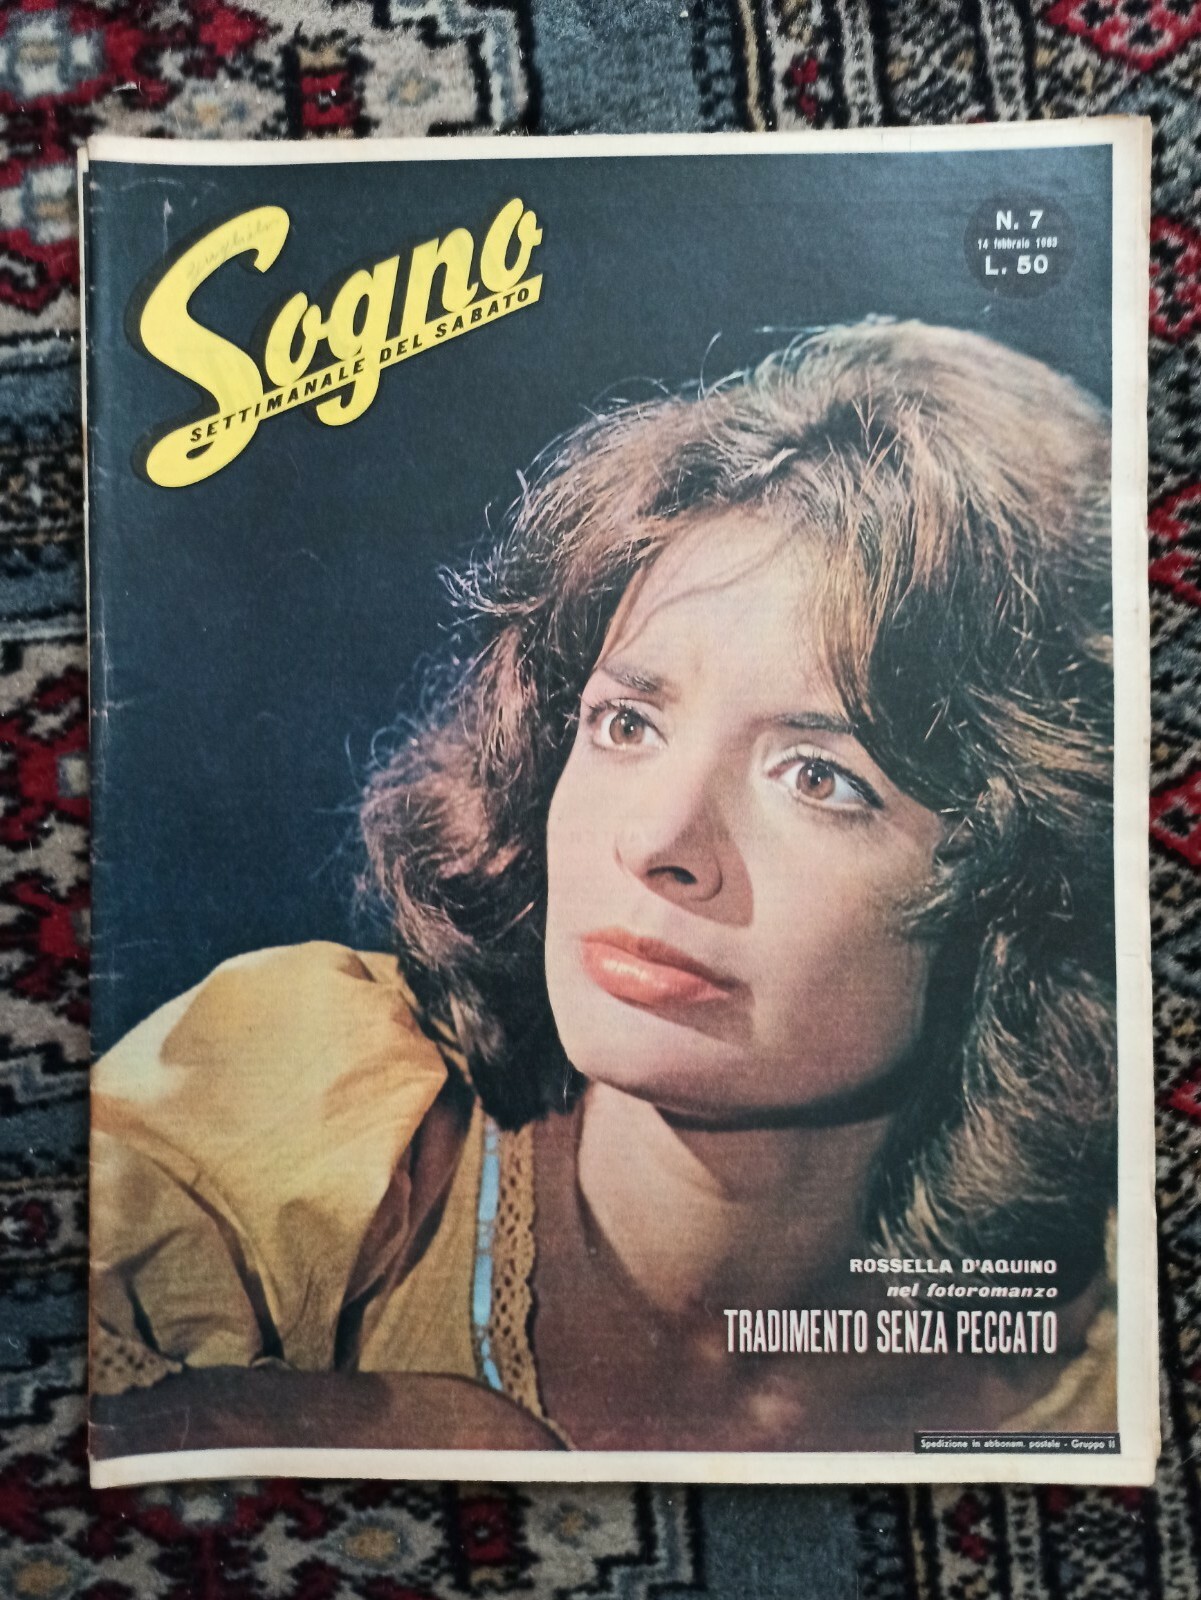 Sogno
SETTIMANALE DEL SABATO
N. 7
14 febbraio
L. 50
ROSSELLA D'AQUINO
nel fotoromanzo
TRADIMENTO SENZA PECCATO
Spedizione in abbonam. postale - Gruppo II